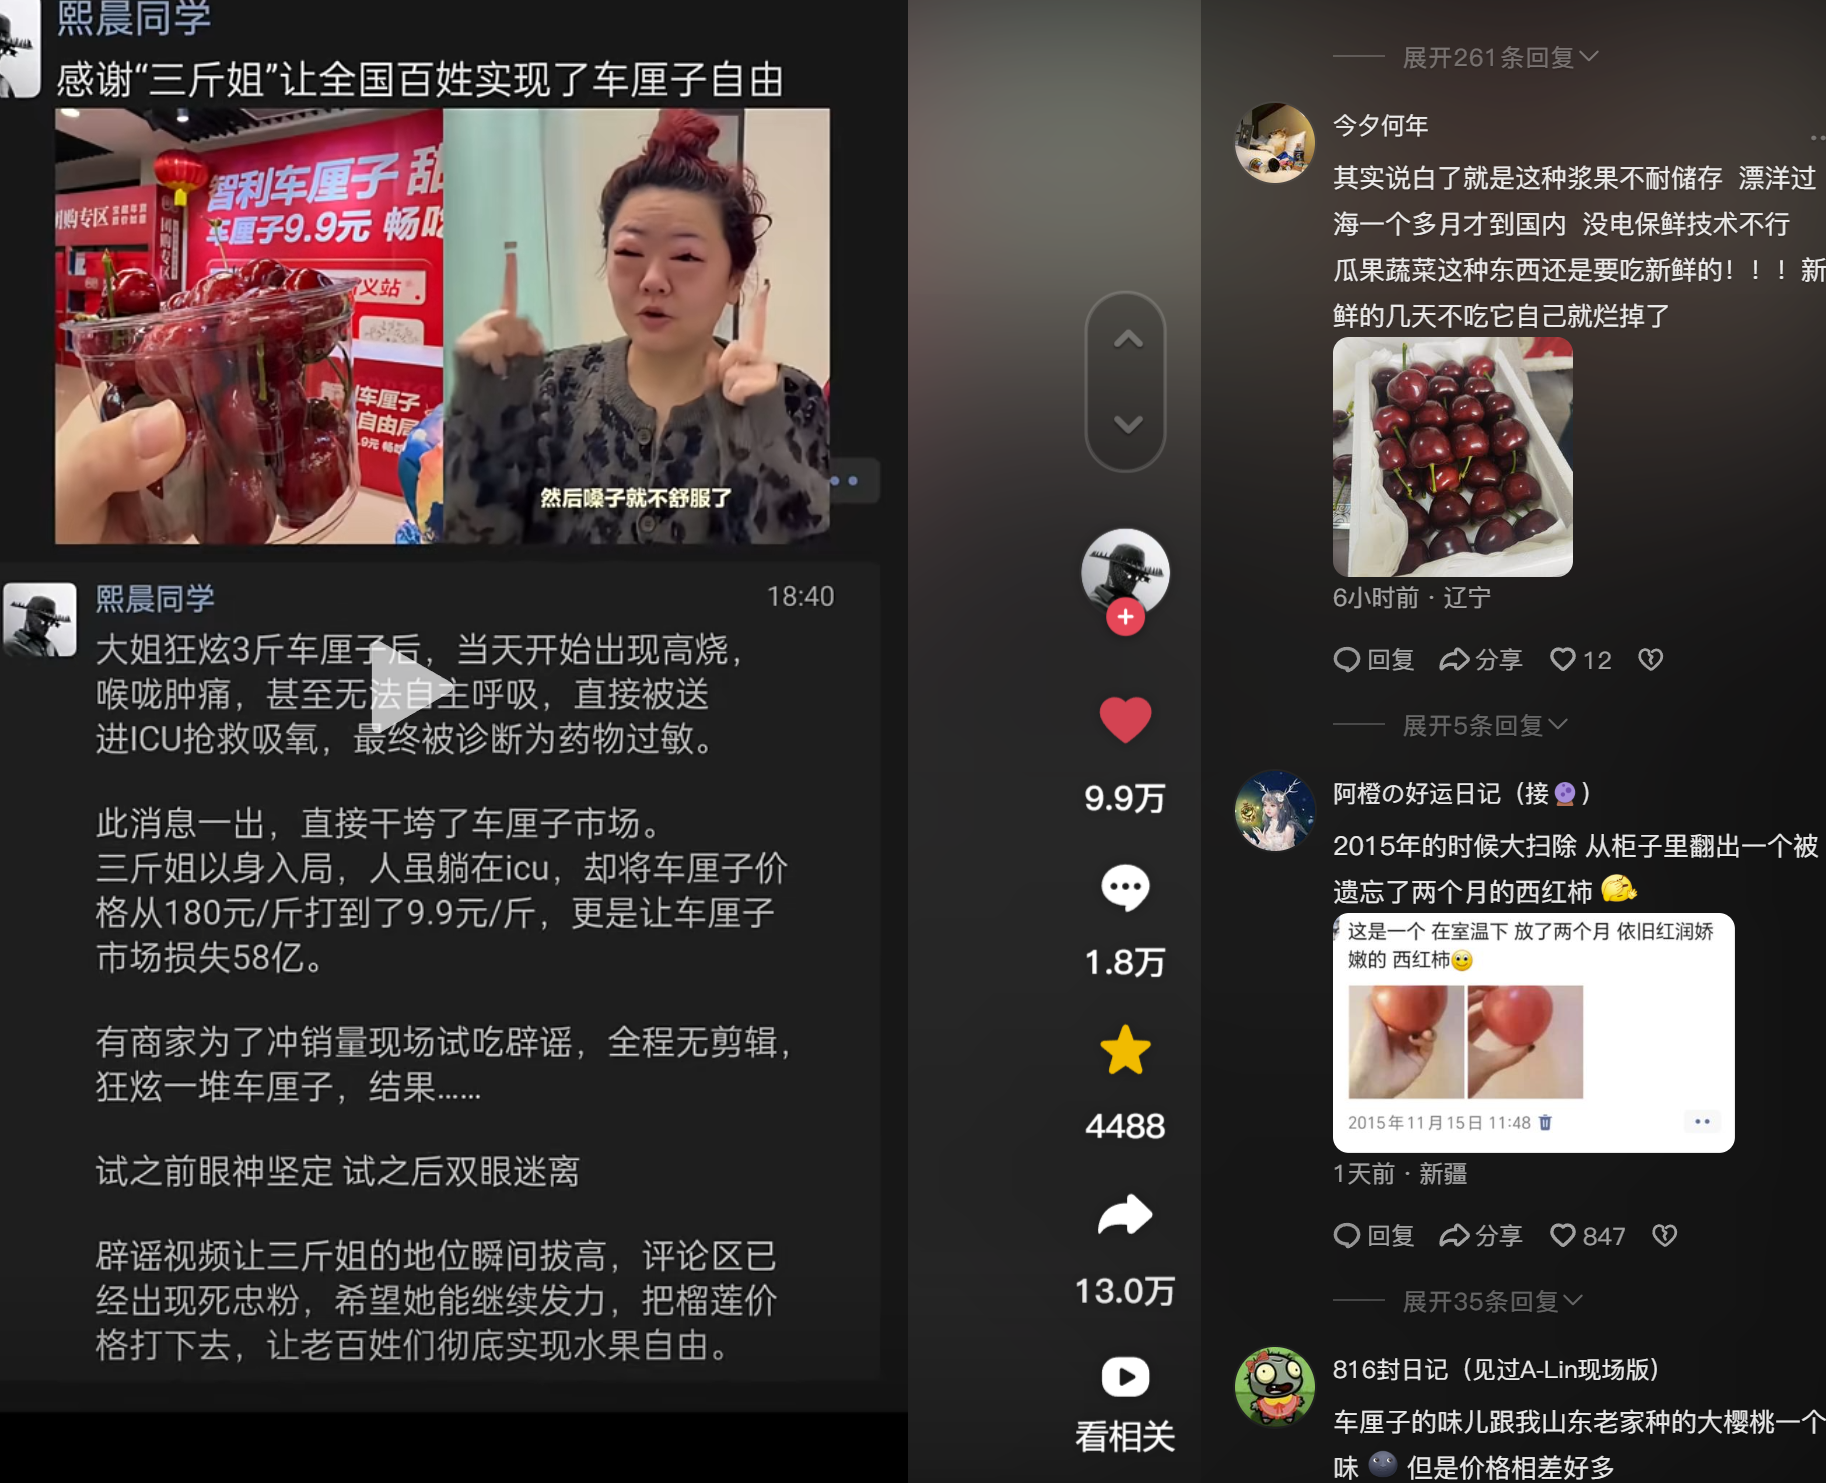 熙晨同学
感谢“三斤姐”让全国百姓实现了车厘子自由
智利车厘子 甜
车厘子9.9元 畅吃
团购专区
团购专区
义站
车厘子
自由局
9.9元 畅
然后嗓子就不舒服了
熙晨同学
18:40
大姐狂炫3斤车厘子后，当天开始出现高烧，
喉咙肿痛，甚至无法自主呼吸，直接被送
进ICU抢救吸氧，最终被诊断为药物过敏。
此消息一出，直接干垮了车厘子市场。
三斤姐以身入局，人虽躺在icu，却将车厘子价
格从180元/斤打到了9.9元/斤，更是让车厘子
市场损失58亿。
有商家为了冲销量现场试吃辟谣，全程无剪辑，
狂炫一堆车厘子，结果……
试之前眼神坚定 试之后双眼迷离
辟谣视频让三斤姐的地位瞬间拔高，评论区已
经出现死忠粉，希望她能继续发力，把榴莲价
格打下去，让老百姓们彻底实现水果自由。
9.9万
1.8万
4488
13.0万
看相关
展开261条回复
今夕何年
其实说白了就是这种浆果不耐储存 漂洋过
海一个多月才到国内 没电保鲜技术不行
瓜果蔬菜这种东西还是要吃新鲜的！！！新
鲜的几天不吃它自己就烂掉了
6小时前 · 辽宁
回复 分享 12
展开5条回复
阿橙の好运日记（接🔮）
2015年的时候大扫除 从柜子里翻出一个被
遗忘了两个月的西红柿
这是一个 在室温下 放了两个月 依旧红润娇
嫩的 西红柿🙂
2015年11月15日 11:48
1天前 · 新疆
回复 分享 847
展开35条回复
816封日记（见过A-Lin现场版）
车厘子的味儿跟我山东老家种的大樱桃一个
味 🌚 但是价格相差好多